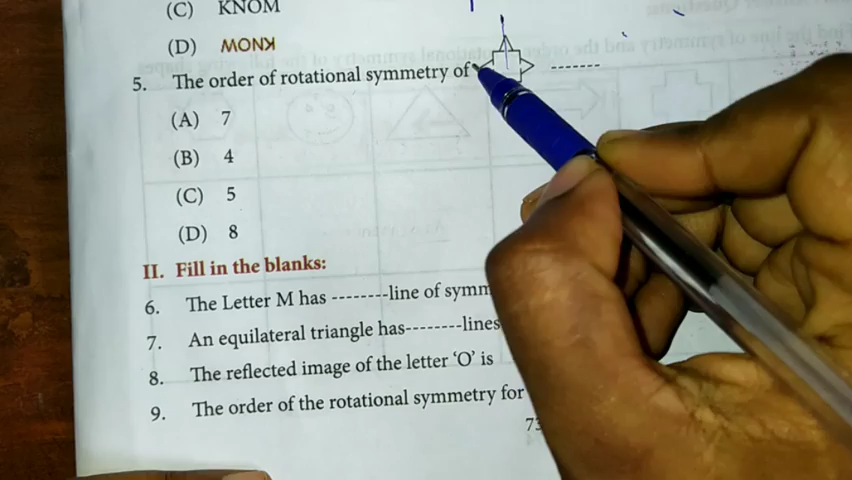 (C) KNOM
(D) KNOW
5. The order of rotational symmetry of -------
(A) 7
(B) 4
(C) 5
(D) 8
II. Fill in the blanks:
6. The Letter M has --------line of symm
7. An equilateral triangle has--------lines
8. The reflected image of the letter ‘O’ is
9. The order of the rotational symmetry for
73